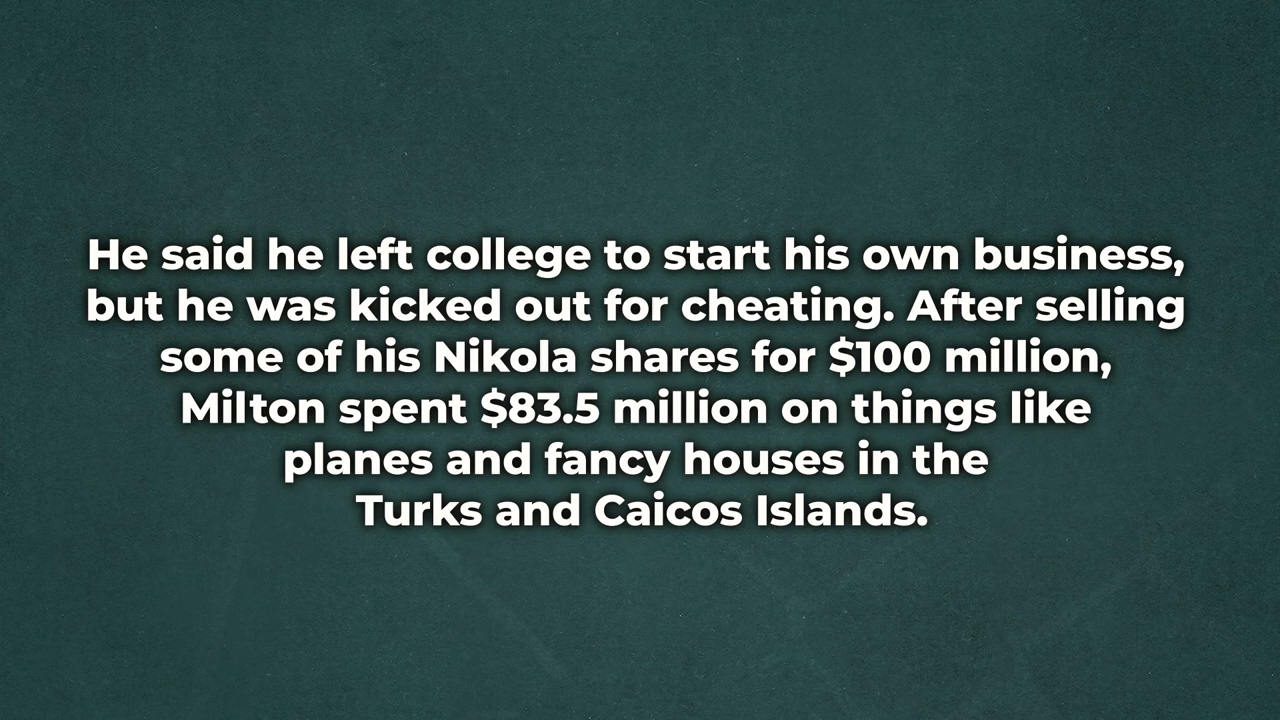 He said he left college to start his own business,
but he was kicked out for cheating. After selling
some of his Nikola shares for $100 million,
Milton spent $83.5 million on things like
planes and fancy houses in the
Turks and Caicos Islands.